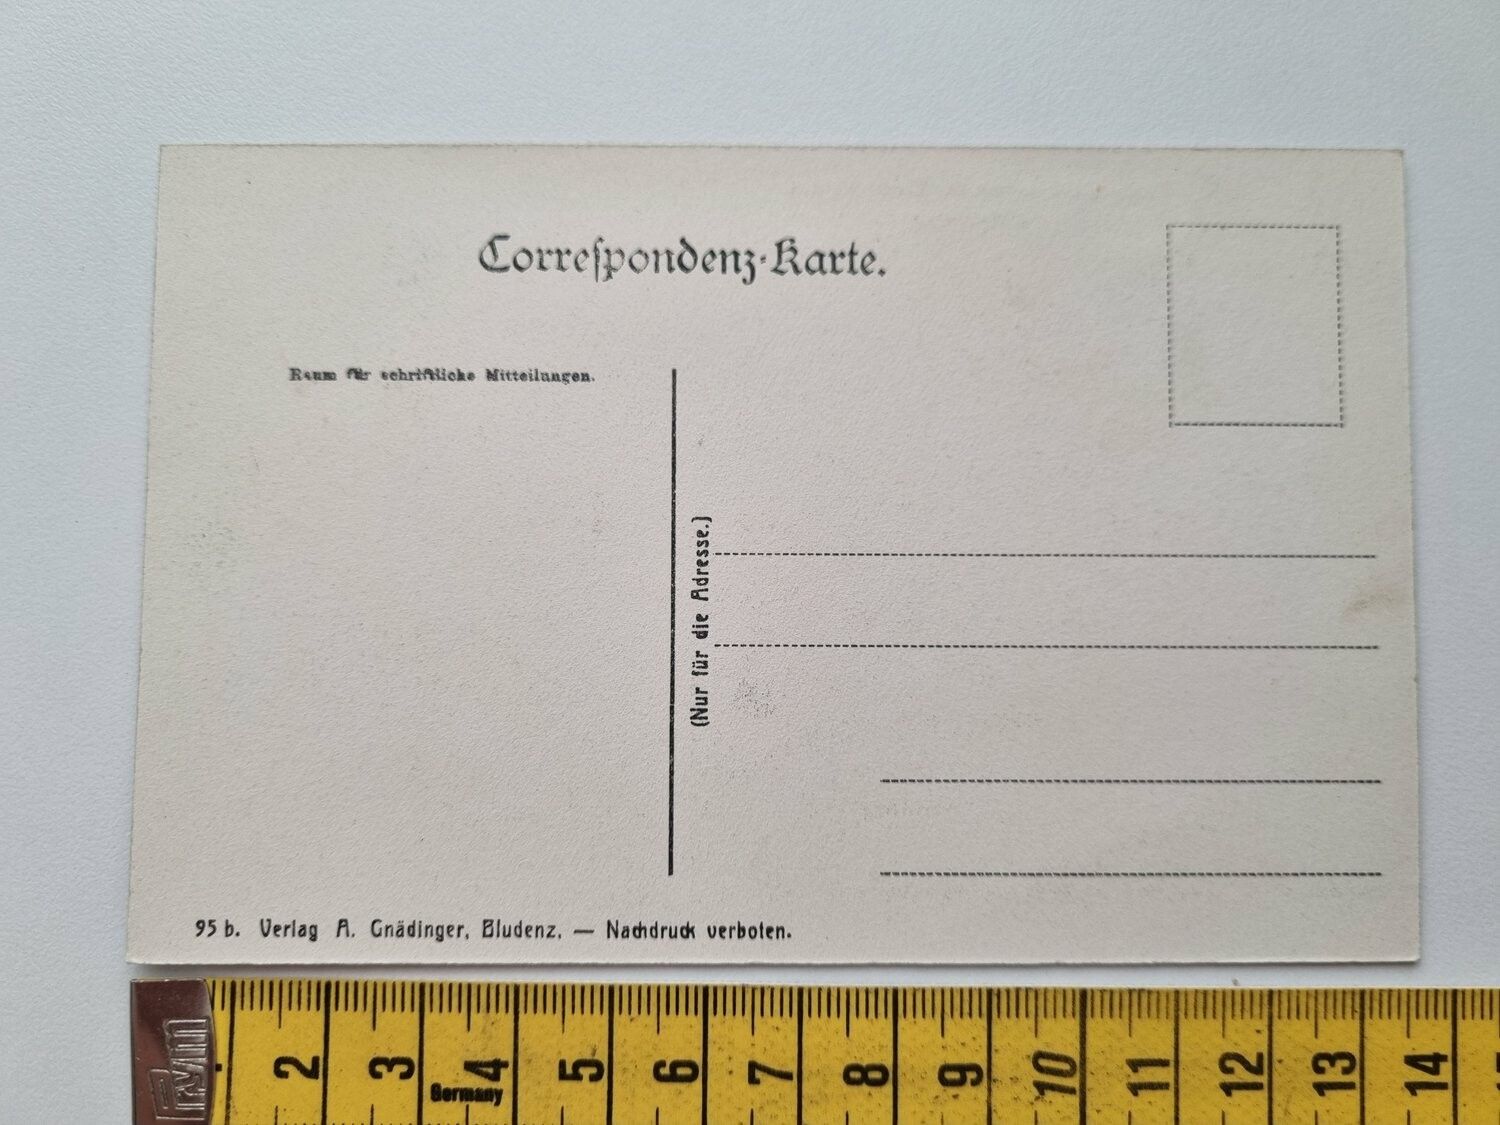 Correſpondenz-Karte.
Raum für schriftliche Mitteilungen.
(Nur für die Adresse.)
95 b. Verlag A. Gnädinger, Bludenz. — Nachdruck verboten.
Prym
2 3 4 5 6 7 8 9 10 11 12 13 14
Germany